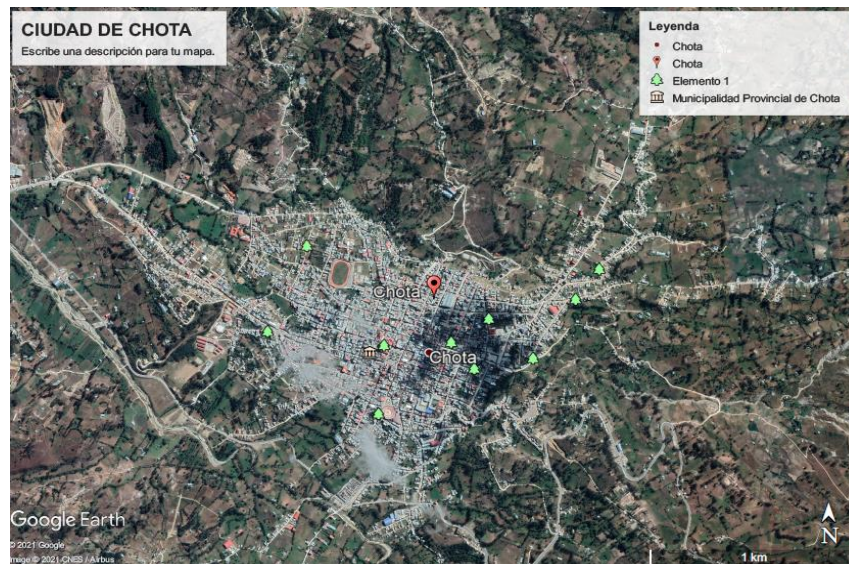 CIUDAD DE CHOTA
Escribe una descripción para tu mapa.
Leyenda
Chota
Chota
Elemento 1
Municipalidad Provincial de Chota
Chota
Chota
Google Earth
© 2021 Google
Image © 2021 CNES / Airbus
N
1 km